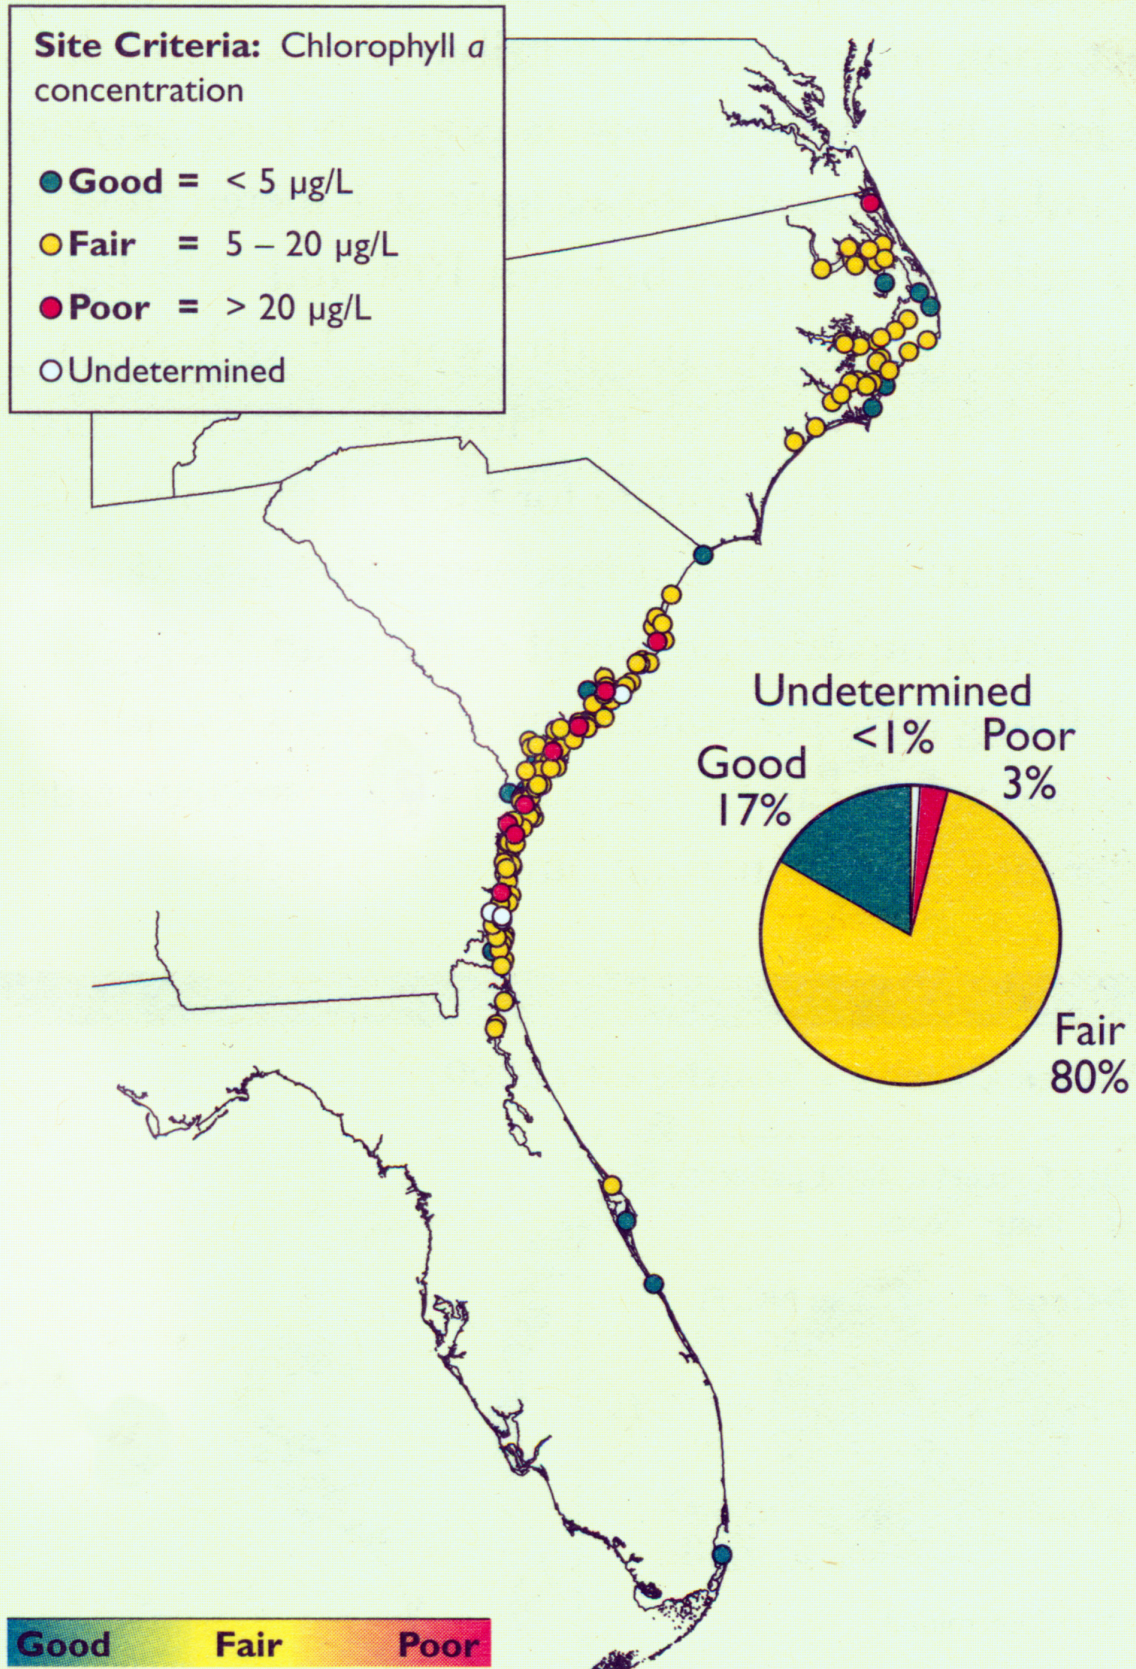 Site Criteria: Chlorophyll a
concentration
Good = < 5 µg/L
Fair = 5 – 20 µg/L
Poor = > 20 µg/L
Undetermined
Undetermined
<1%
Poor
3%
Good
17%
Fair
80%
Good Fair Poor